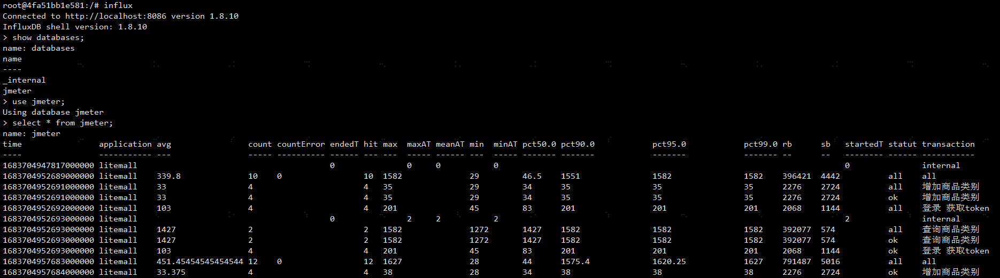 root@4fa51bb1e581:/# influx
Connected to http://localhost:8086 version 1.8.10
InfluxDB shell version: 1.8.10
> show databases;
name: databases
name
----
_internal
jmeter
> use jmeter;
Using database jmeter
> select * from jmeter;
name: jmeter
time application avg count countError endedT hit max maxAT meanAT min minAT pct50.0 pct90.0 pct95.0 pct99.0 rb sb startedT statut transaction
---- ----------- --- ----- ---------- ------ --- --- ----- ------ --- ----- ------- ------- ------- ------- -- -- -------- ------ -----------
1683704947817000000 litemall 0 0 0 0 0 internal
1683704952689000000 litemall 339.8 10 0 10 1582 29 46.5 1551 1582 1582 396421 4442 all all
1683704952691000000 litemall 33 4 4 35 29 34 35 35 35 2276 2724 all 增加商品类别
1683704952691000000 litemall 33 4 4 35 29 34 35 35 35 2276 2724 ok 增加商品类别
1683704952692000000 litemall 103 4 4 201 45 83 201 201 201 2068 1144 all 登录 获取token
1683704952693000000 litemall 0 2 2 2 2 internal
1683704952693000000 litemall 1427 2 2 1582 1272 1427 1582 1582 1582 392077 574 all 查询商品类别
1683704952693000000 litemall 1427 2 2 1582 1272 1427 1582 1582 1582 392077 574 ok 查询商品类别
1683704952693000000 litemall 103 4 4 201 45 83 201 201 201 2068 1144 ok 登录 获取token
1683704957683000000 litemall 451.45454545454544 12 0 12 1627 28 44 1575.4 1620.25 1627 791487 5016 all all
1683704957684000000 litemall 33.375 4 4 38 28 34 38 38 38 2276 2724 ok 增加商品类别